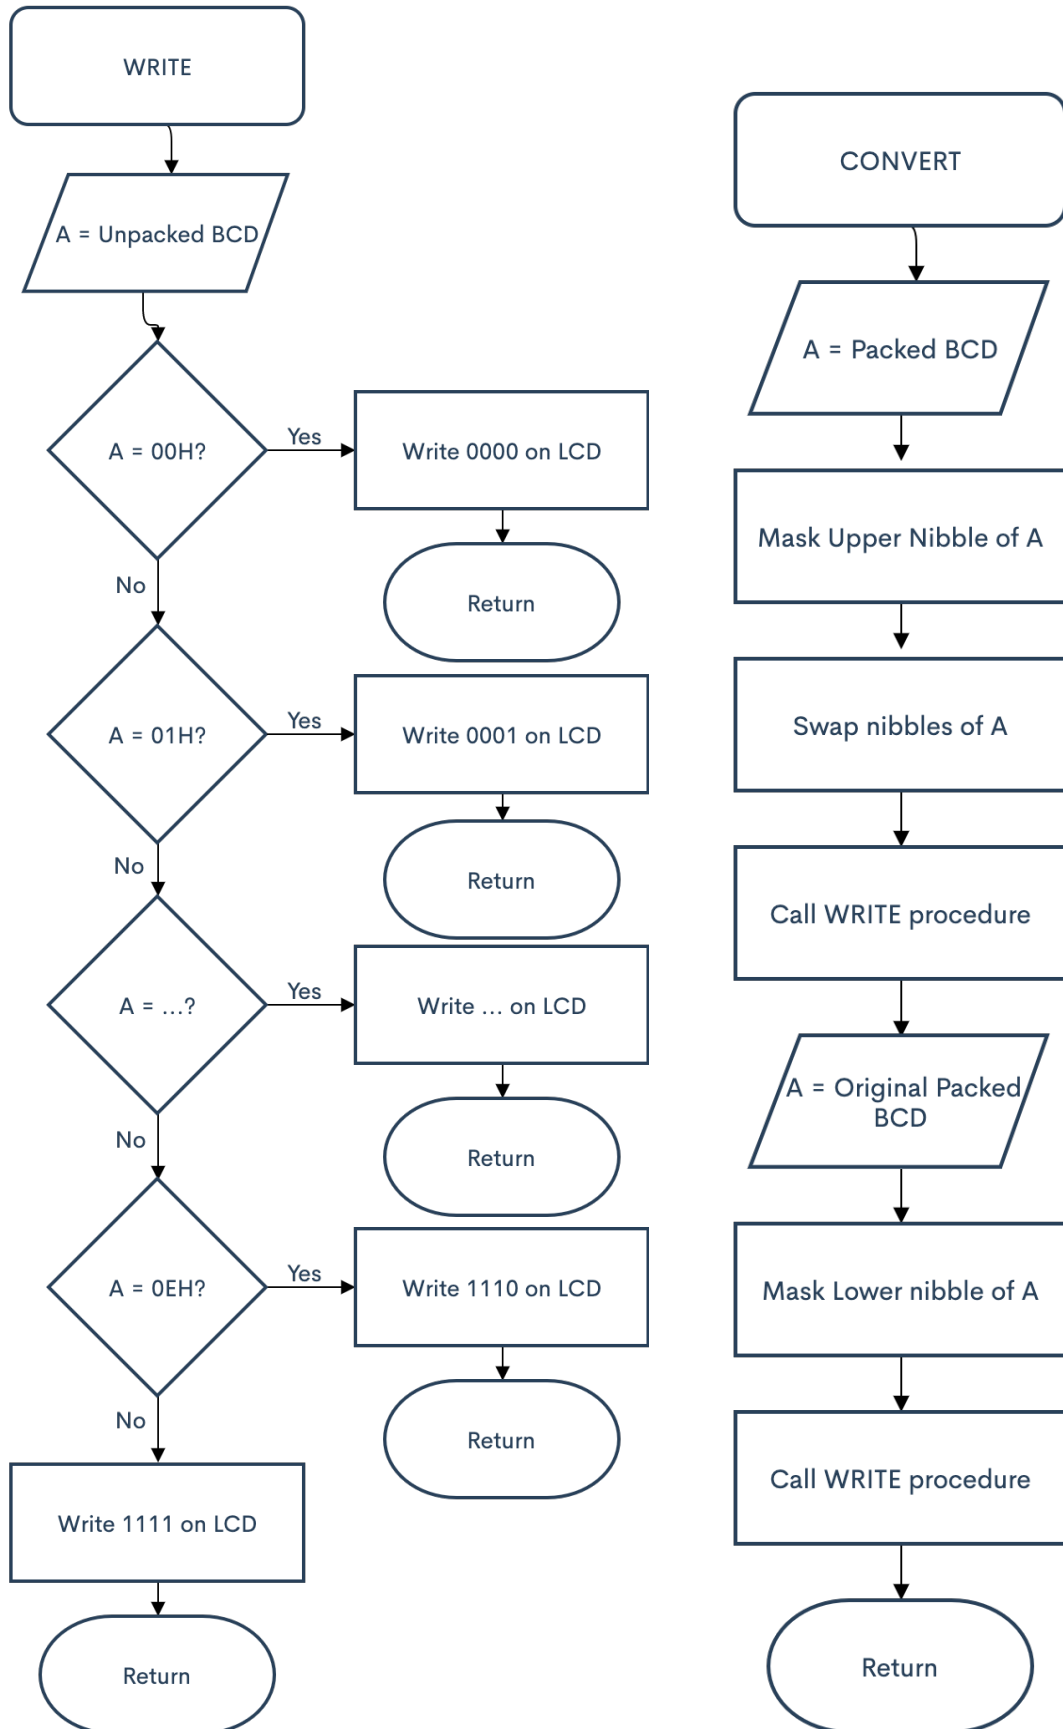 WRITE
A = Unpacked BCD
A = 00H?
Yes
Write 0000 on LCD
Return
No
A = 01H?
Yes
Write 0001 on LCD
Return
No
A = ...?
Yes
Write ... on LCD
Return
No
A = 0EH?
Yes
Write 1110 on LCD
Return
No
Write 1111 on LCD
Return
CONVERT
A = Packed BCD
Mask Upper Nibble of A
Swap nibbles of A
Call WRITE procedure
A = Original Packed
BCD
Mask Lower nibble of A
Call WRITE procedure
Return